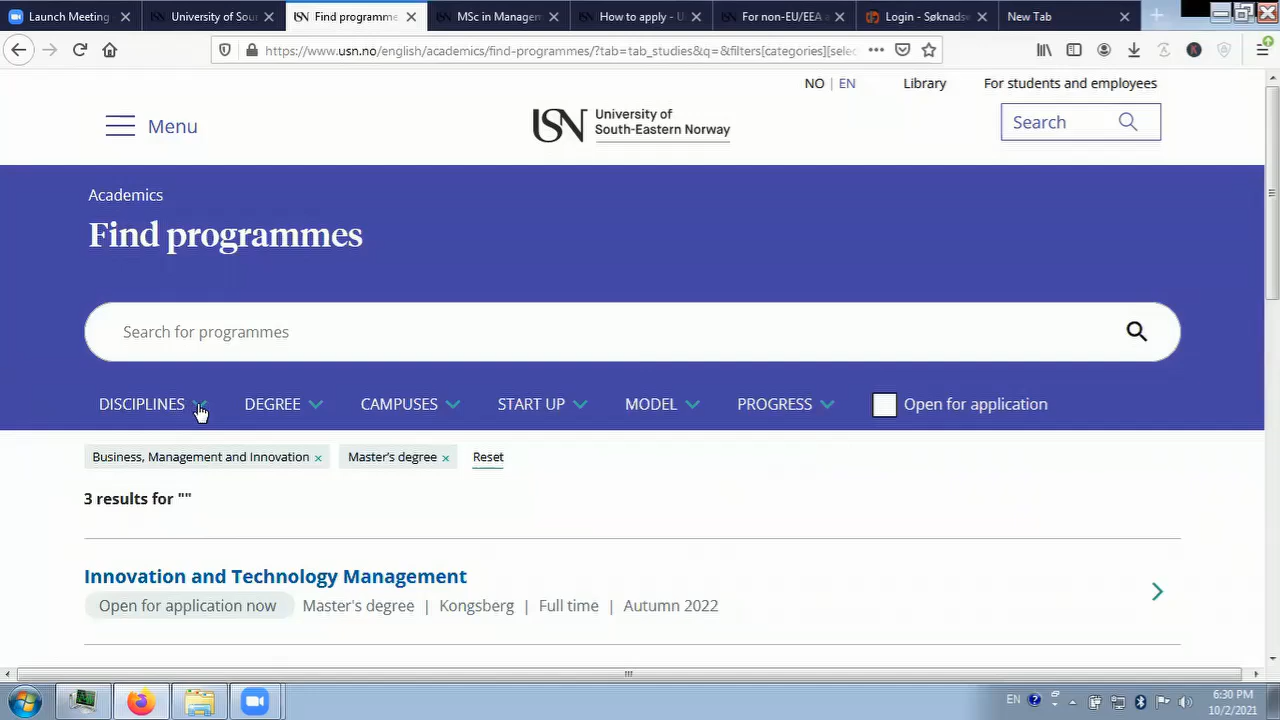 Launch Meeting
University of Sou
Find programme
MSc in Managem
How to apply - U
For non-EU/EEA a
Login - Søknads
New Tab
https://www.usn.no/english/academics/find-programmes/?tab=tab_studies&q=&filters[categories][selec
NO | EN
Library
For students and employees
Menu
USN
University of
South-Eastern Norway
Search
Academics
Find programmes
Search for programmes
DISCIPLINES
DEGREE
CAMPUSES
START UP
MODEL
PROGRESS
Open for application
Business, Management and Innovation ×
Master's degree ×
Reset
3 results for ""
Innovation and Technology Management
Open for application now
Master's degree | Kongsberg | Full time | Autumn 2022
EN
6:30 PM
10/2/2021